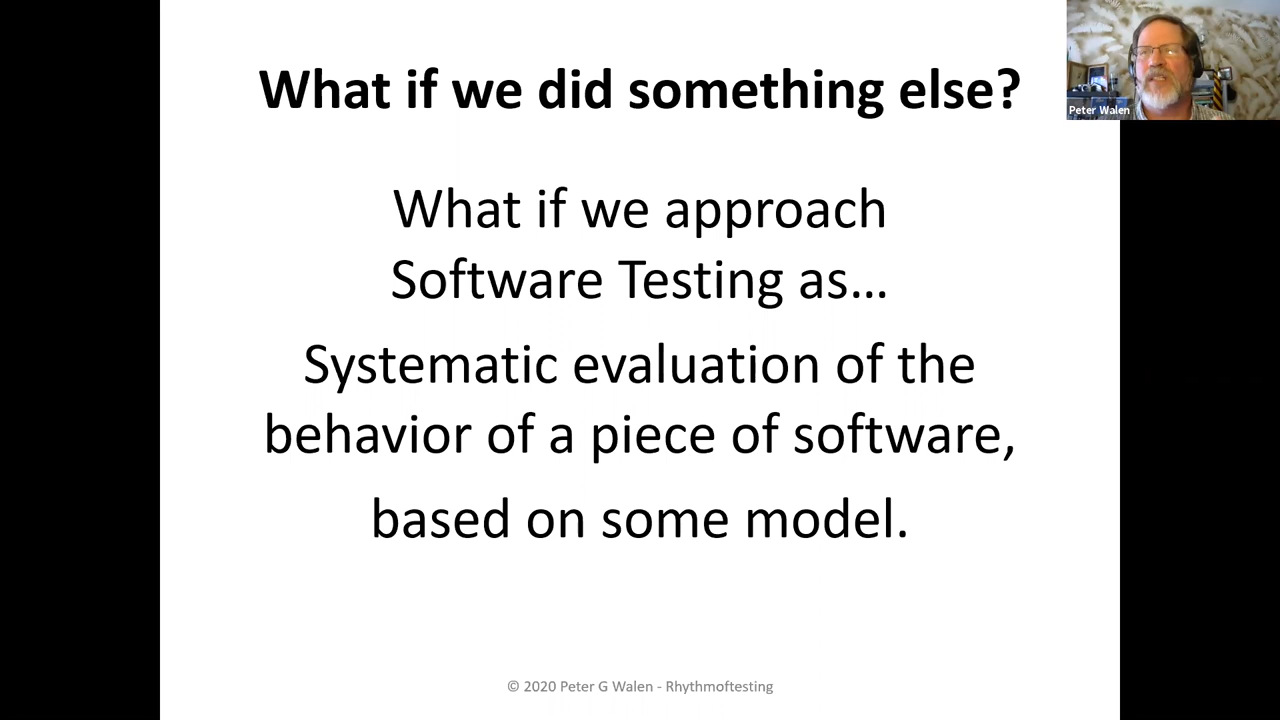 What if we did something else?
Peter Walen
What if we approach
Software Testing as...
Systematic evaluation of the
behavior of a piece of software,
based on some model.
© 2020 Peter G Walen - Rhythmoftesting